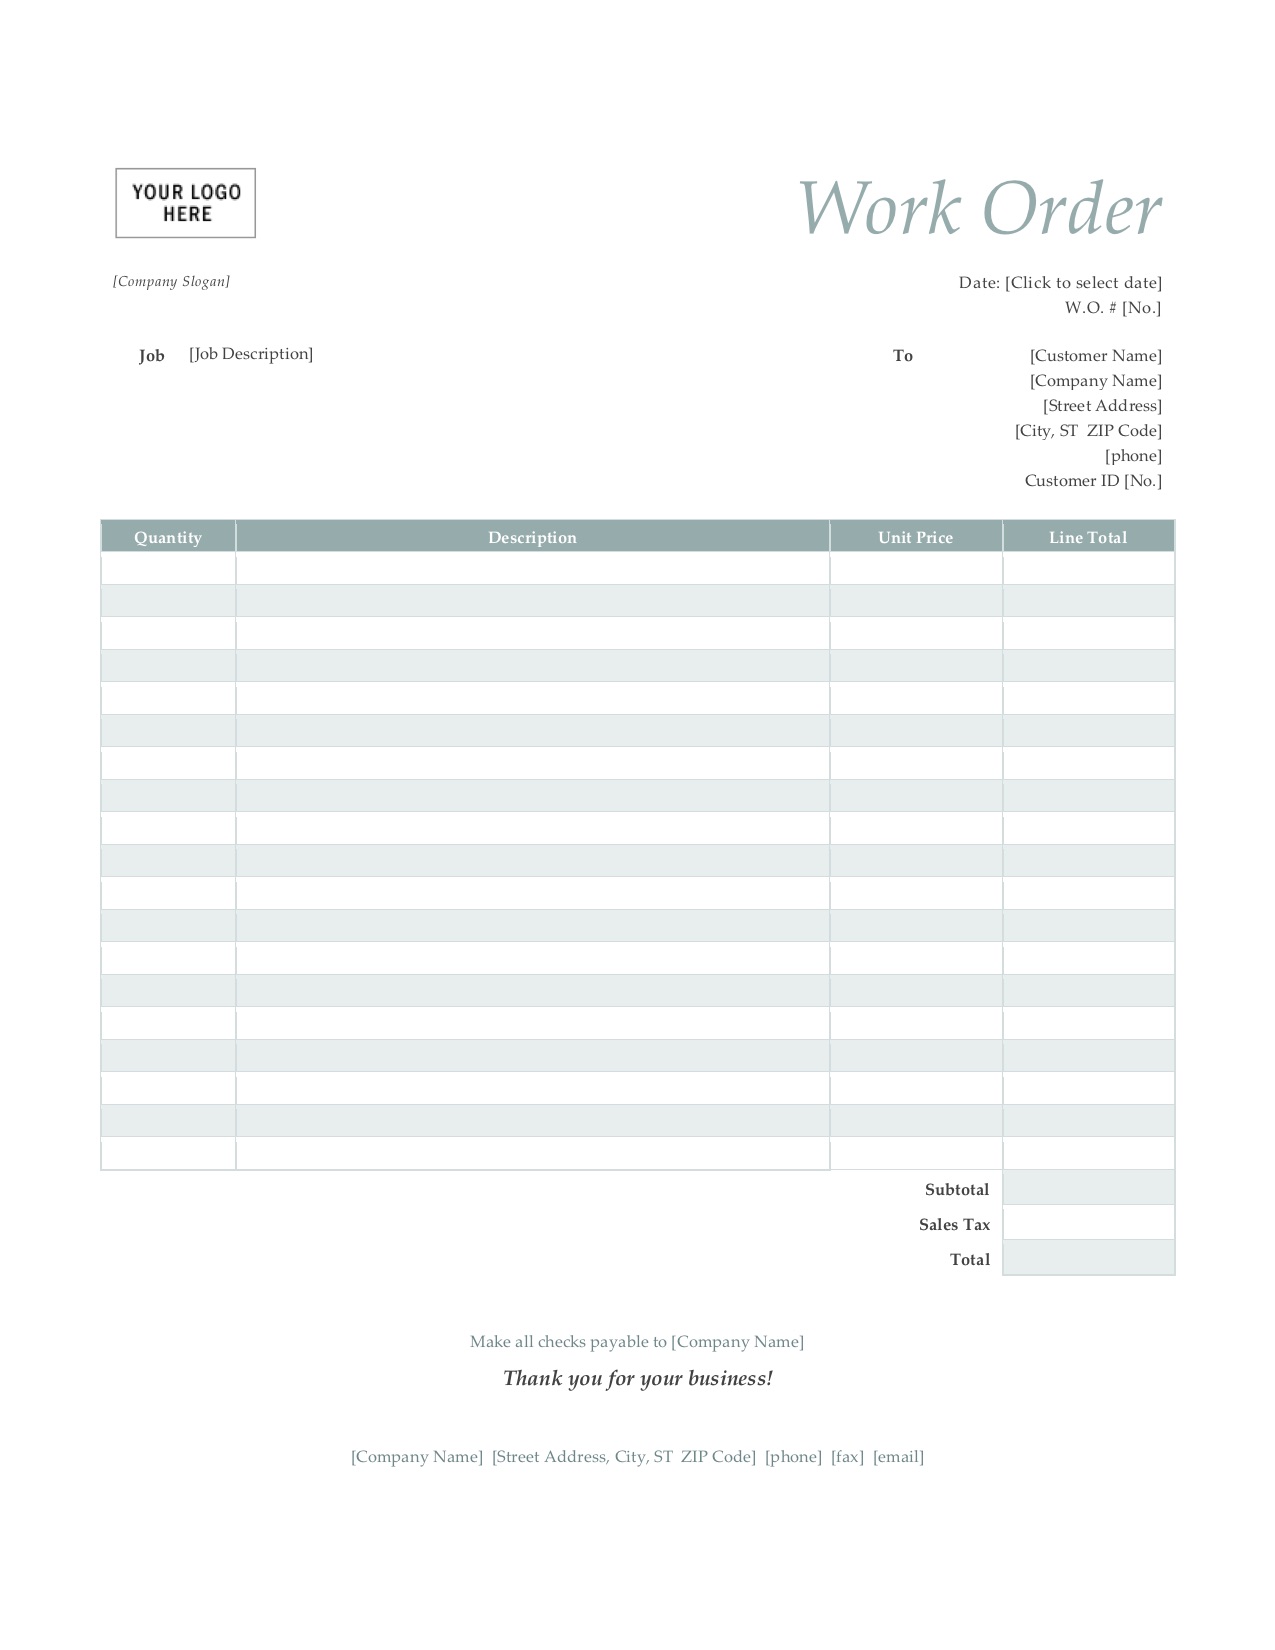 YOUR LOGO
HERE
Work Order
[Company Slogan]
Date: [Click to select date]
W.O. # [No.]
Job [Job Description]
To [Customer Name]
[Company Name]
[Street Address]
[City, ST  ZIP Code]
[phone]
Customer ID [No.]
Quantity Description Unit Price Line Total
Subtotal
Sales Tax
Total
Make all checks payable to [Company Name]
Thank you for your business!
[Company Name]  [Street Address, City, ST  ZIP Code]  [phone]  [fax]  [email]